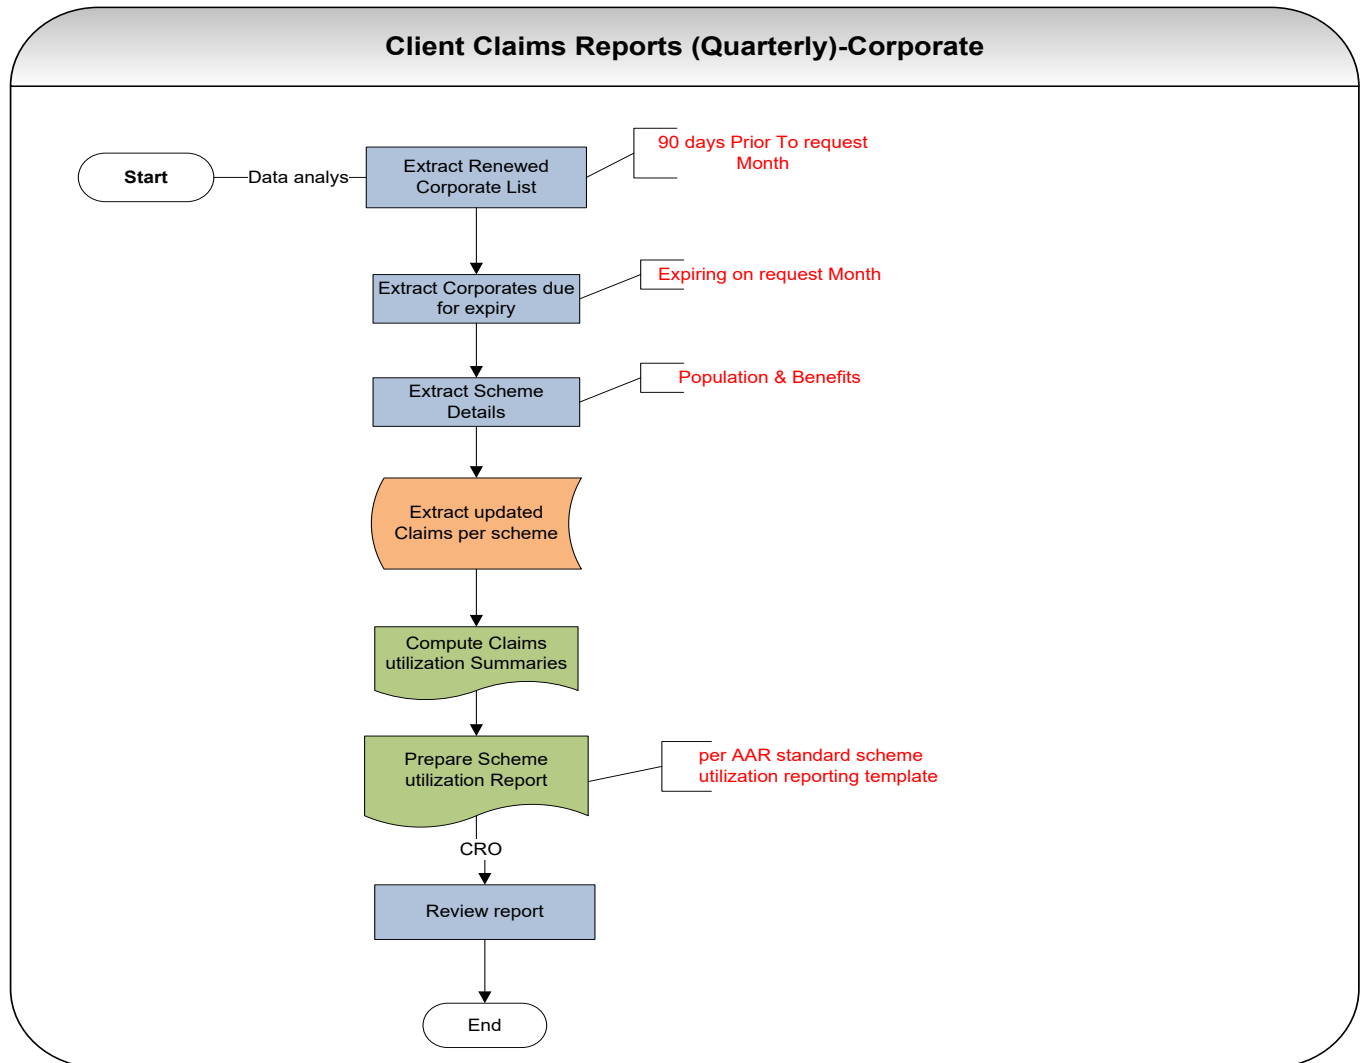 Client Claims Reports (Quarterly)-Corporate
Start
Data analys
Extract Renewed
Corporate List
90 days Prior To request
Month
Extract Corporates due
for expiry
Expiring on request Month
Extract Scheme
Details
Population & Benefits
Extract updated
Claims per scheme
Compute Claims
utilization Summaries
Prepare Scheme
utilization Report
per AAR standard scheme
utilization reporting template
CRO
Review report
End